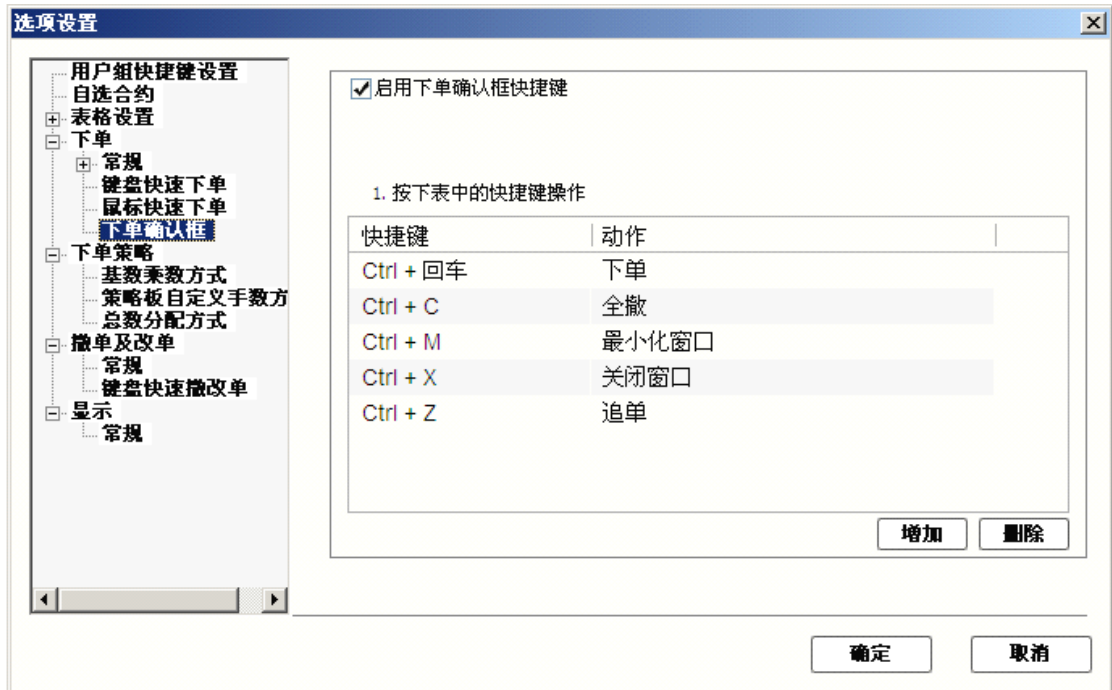 选项设置
用户组快捷键设置
自选合约
表格设置
下单
常规
键盘快速下单
鼠标快速下单
下单确认框
下单策略
基数乘数方式
策略板自定义手数方
总数分配方式
撤单及改单
常规
键盘快速撤改单
显示
常规
启用下单确认框快捷键
1. 按下表中的快捷键操作
快捷键 动作
Ctrl + 回车 下单
Ctrl + C 全撤
Ctrl + M 最小化窗口
Ctrl + X 关闭窗口
Ctrl + Z 追单
增加 删除
确定 取消